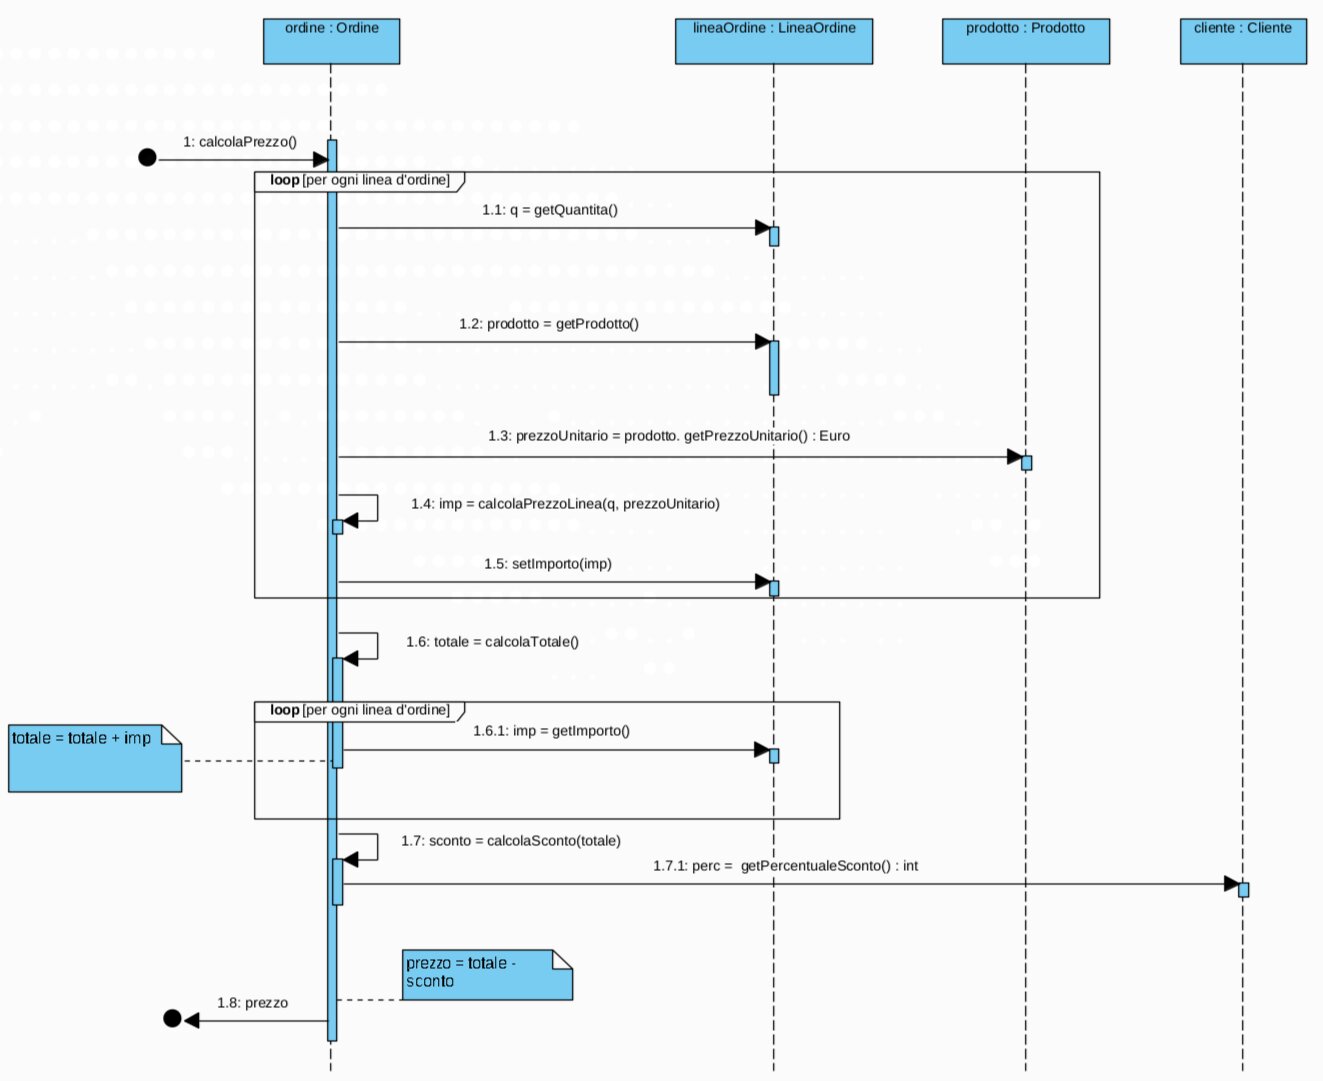 ordine : Ordine
lineaOrdine : LineaOrdine
prodotto : Prodotto
cliente : Cliente
1: calcolaPrezzo()
loop [per ogni linea d'ordine]
1.1: q = getQuantita()
1.2: prodotto = getProdotto()
1.3: prezzoUnitario = prodotto. getPrezzoUnitario() : Euro
1.4: imp = calcolaPrezzoLinea(q, prezzoUnitario)
1.5: setImporto(imp)
1.6: totale = calcolaTotale()
loop [per ogni linea d'ordine]
1.6.1: imp = getImporto()
totale = totale + imp
1.7: sconto = calcolaSconto(totale)
1.7.1: perc =  getPercentualeSconto() : int
prezzo = totale -
sconto
1.8: prezzo